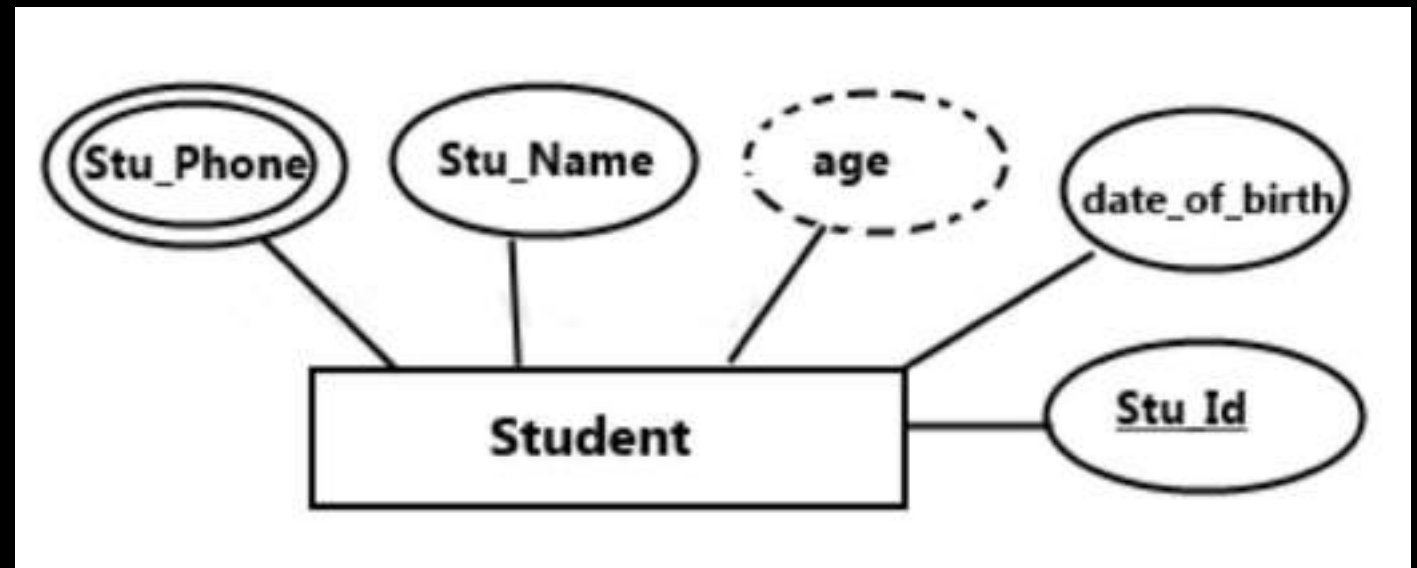 Stu_Phone
Stu_Name
age
date_of_birth
Stu_Id
Student